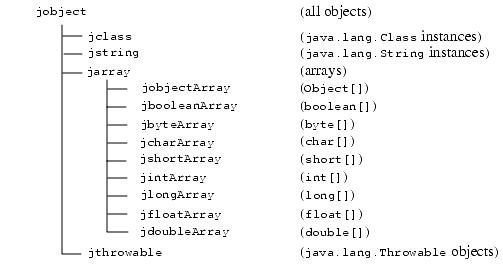 jobject (all objects)
jclass (java.lang.Class instances)
jstring (java.lang.String instances)
jarray (arrays)
jobjectArray (Object[])
jbooleanArray (boolean[])
jbyteArray (byte[])
jcharArray (char[])
jshortArray (short[])
jintArray (int[])
jlongArray (long[])
jfloatArray (float[])
jdoubleArray (double[])
jthrowable (java.lang.Throwable objects)